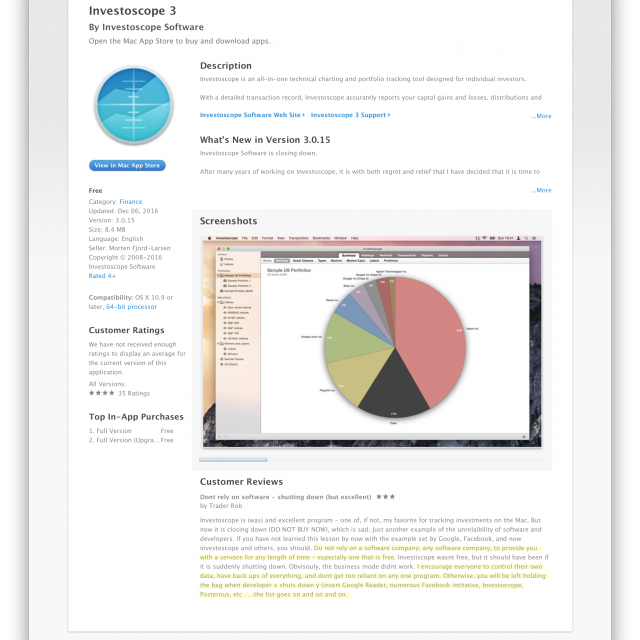 Investoscope 3
By Investoscope Software
Open the Mac App Store to buy and download apps.
View in Mac App Store
Free
Category: Finance
Updated: Dec 06, 2016
Version: 3.0.15
Size: 8.4 MB
Language: English
Seller: Morten Fjord-Larsen
Copyright © 2008-2016
Investoscope Software
Rated 4+
Compatibility: OS X 10.9 or
later, 64-bit processor
Customer Ratings
We have not received enough
ratings to display an average for
the current version of this
application.
All Versions:
★★★★ 35 Ratings
Top In-App Purchases
1. Full Version Free
2. Full Version (Upgra... Free
Description
Investoscope is an all-in-one technical charting and portfolio tracking tool designed for individual investors.
With a detailed transaction record, Investoscope accurately reports your captal gains and losses, distributions and
Investoscope Software Web Site Investoscope 3 Support
...More
What's New in Version 3.0.15
Investoscope Software is closing down.
After many years of working on Investoscope, it is with both regret and relief that I have decided that it is time to
...More
Screenshots
Investoscope File Edit Format View Transactions Bookmarks Window Help
Sample US Portfolios
Customer Reviews
Dont rely on software - shutting down (but excellent) ★★★
by Trader Rob
Investoscope is (was) and excellent program - one of, if not, my favorite for tracking investments on the Mac. But
now it is closing down (DO NOT BUY NOW), which is sad. Just another example of the unrelaibility of software and
developers. If you have not learned this lesson by now with the example set by Google, Facebook, and now
investoscope and others, you should. Do not rely on a software company, any software company, to provide you
with a servoce for any length of time - especially one that is free. Investoscope wasnt free, but it should have been if
it is suddenly shutting down. Obvisouly, the business mode didnt work. I encourage everyone to control their own
data, have back ups of everything, and dont get too reliant on any one program. Otherwise, you will be left holding
the bag when developer x shuts down y (insert Google Reader, numerous Facebook intitative, Investoscope,
Posterous, etc ....the list goes on and on and on.